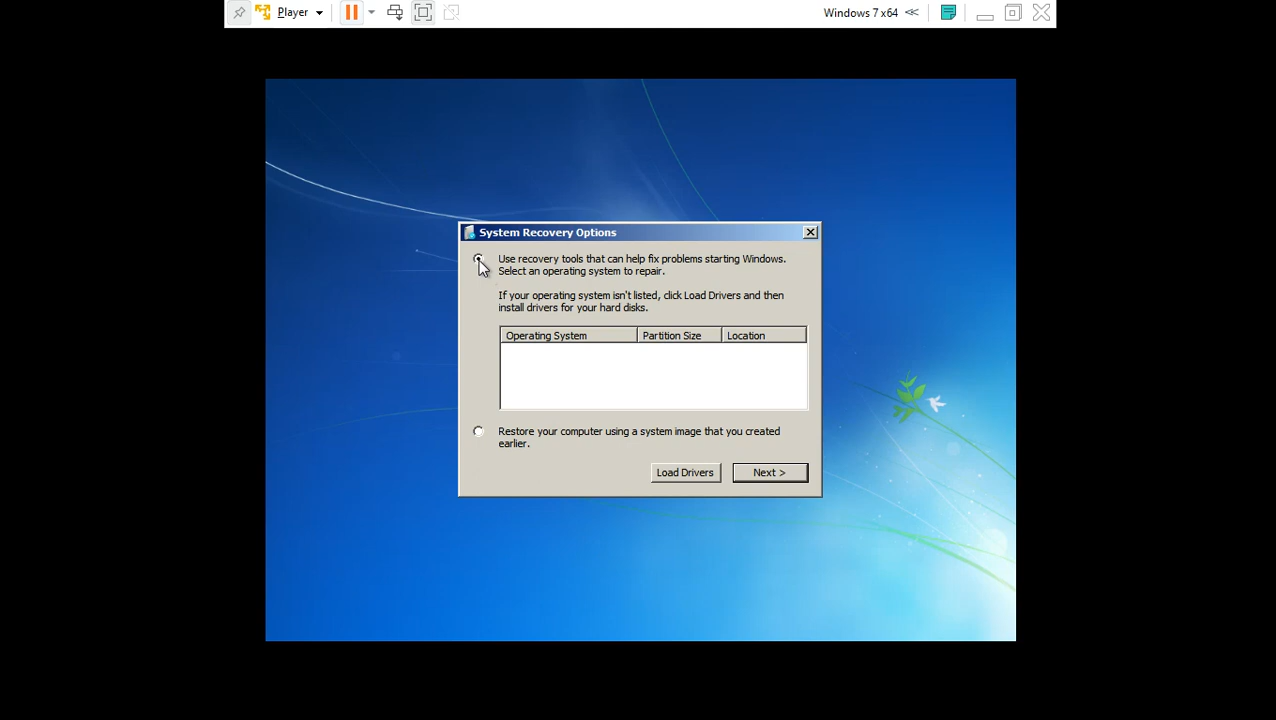 Player
Windows 7 x64
System Recovery Options
Use recovery tools that can help fix problems starting Windows.
Select an operating system to repair.
If your operating system isn't listed, click Load Drivers and then
install drivers for your hard disks.
Operating System Partition Size Location
Restore your computer using a system image that you created
earlier.
Load Drivers Next >